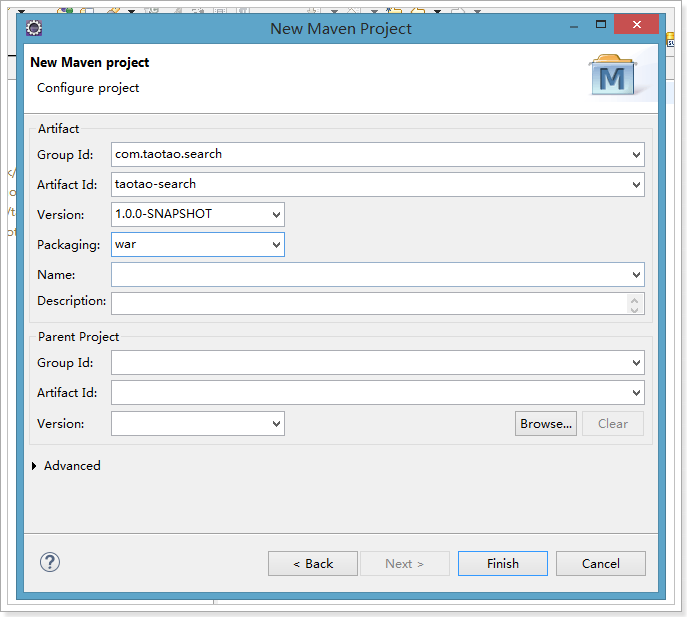 New Maven Project
New Maven project
Configure project
M
Artifact
Group Id: com.taotao.search
Artifact Id: taotao-search
Version: 1.0.0-SNAPSHOT
Packaging: war
Name:
Description:
Parent Project
Group Id:
Artifact Id:
Version: Browse... Clear
Advanced
? < Back Next > Finish Cancel